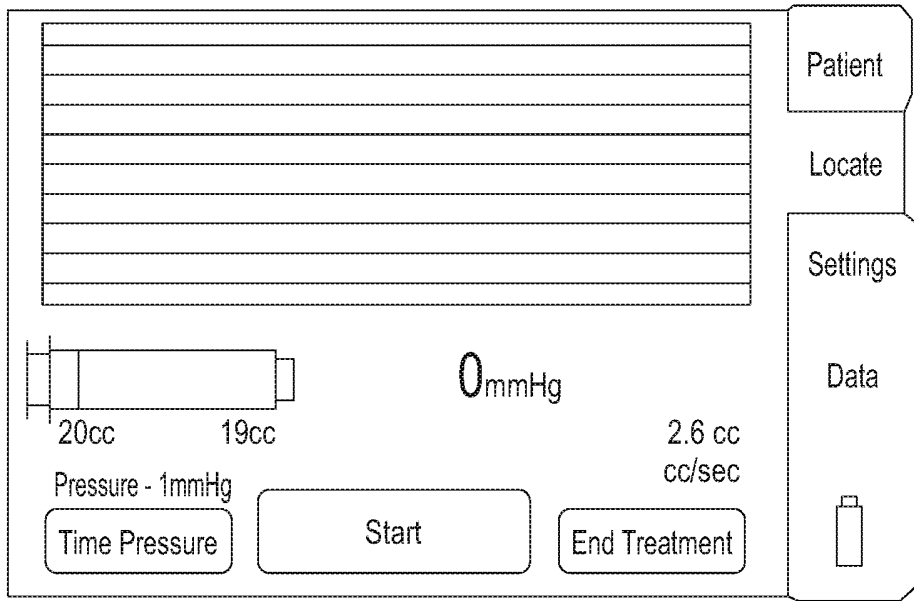 Patient
Locate
Settings
Data
0mmHg
20cc 19cc
2.6 cc
cc/sec
Pressure - 1mmHg
Time Pressure
Start
End Treatment